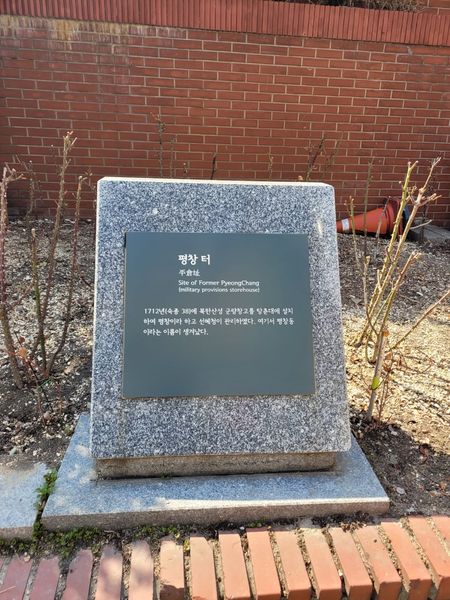 평창 터
平倉址
Site of Former PyeongChang
(military provisions storehouse)
1712년(숙종 38)에 북한산성 군량창고를 탕춘대에 설치
하여 평창이라 하고 선혜청이 관리하였다. 여기서 평창동
이라는 이름이 생겨났다.